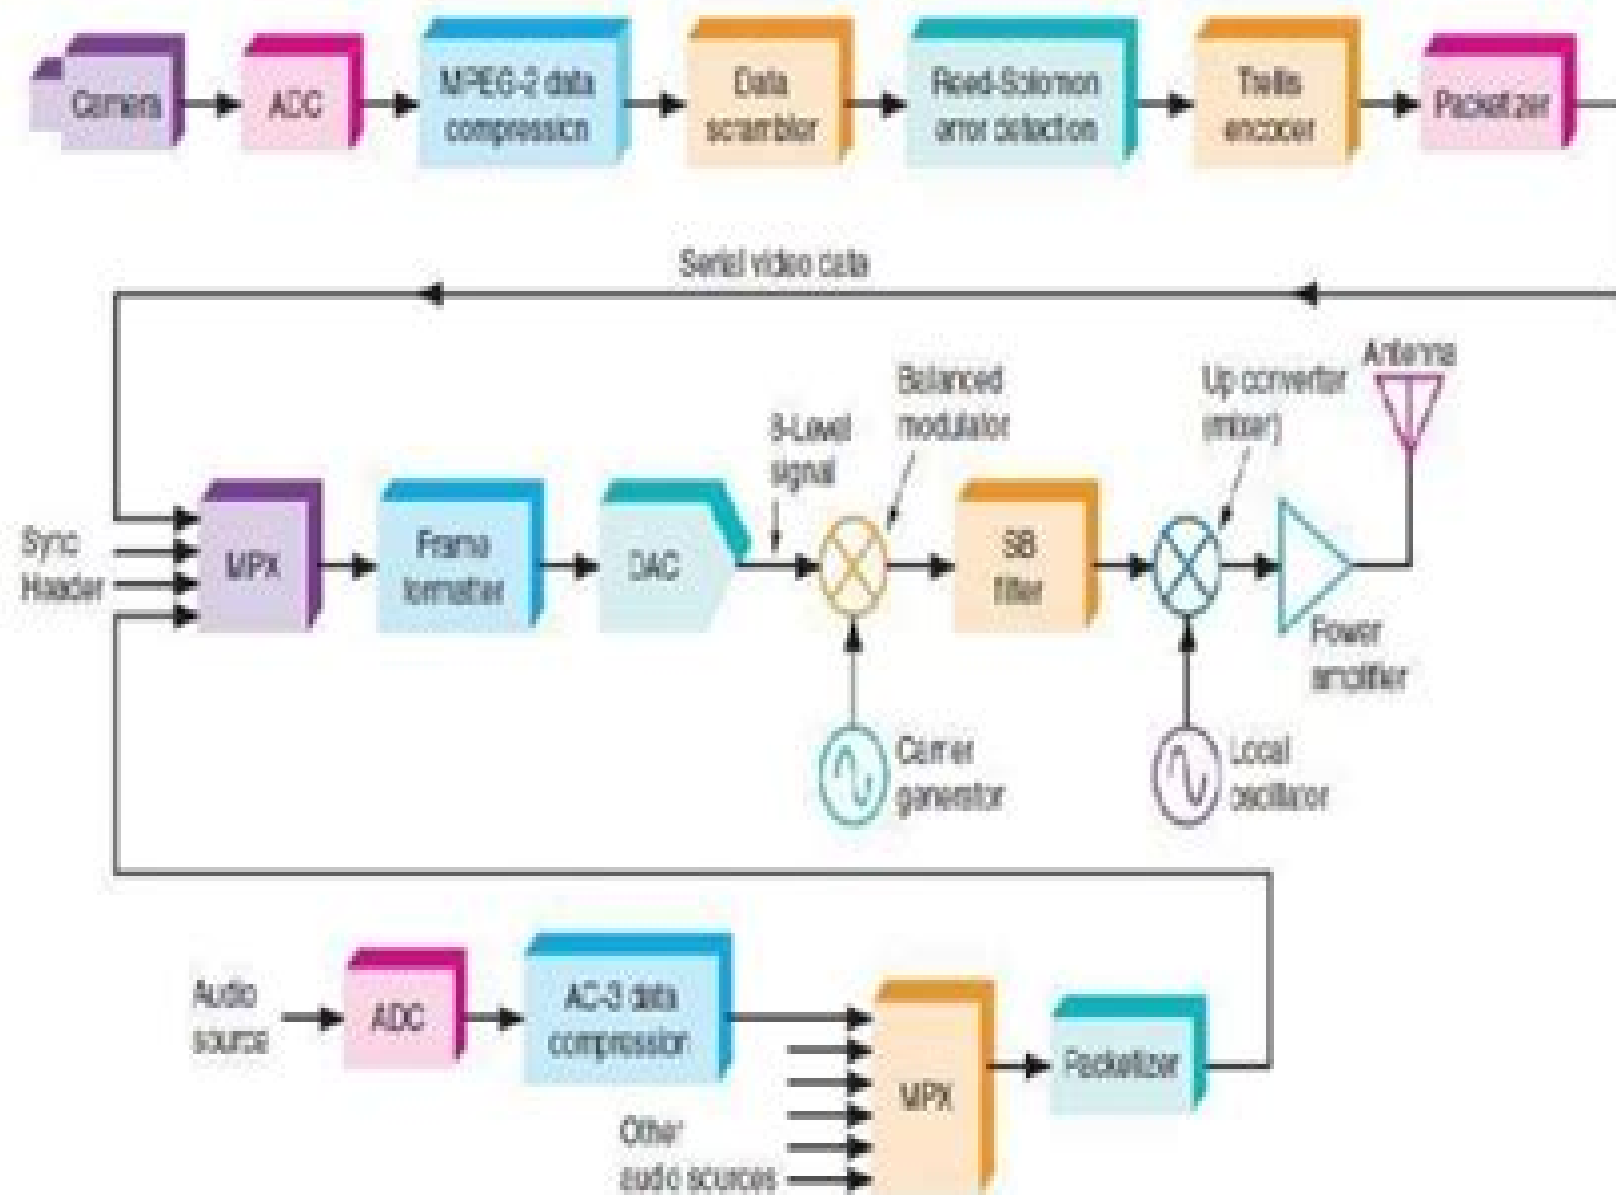 Camera
ADC
MPEG-2 data
compression
Data
scrambler
Reed-Solomon
error detection
Trellis
encoder
Packetizer
Serial video data
Antenna
Balanced
modulator
Up converter
(mixer)
8-Level
signal
Sync
Header
MPX
Frame
formatter
DAC
SB
filter
Power
amplifier
Carrier
generator
Local
oscillator
Audio
source
ADC
AC-3 data
compression
MPX
Packetizer
Other
audio sources